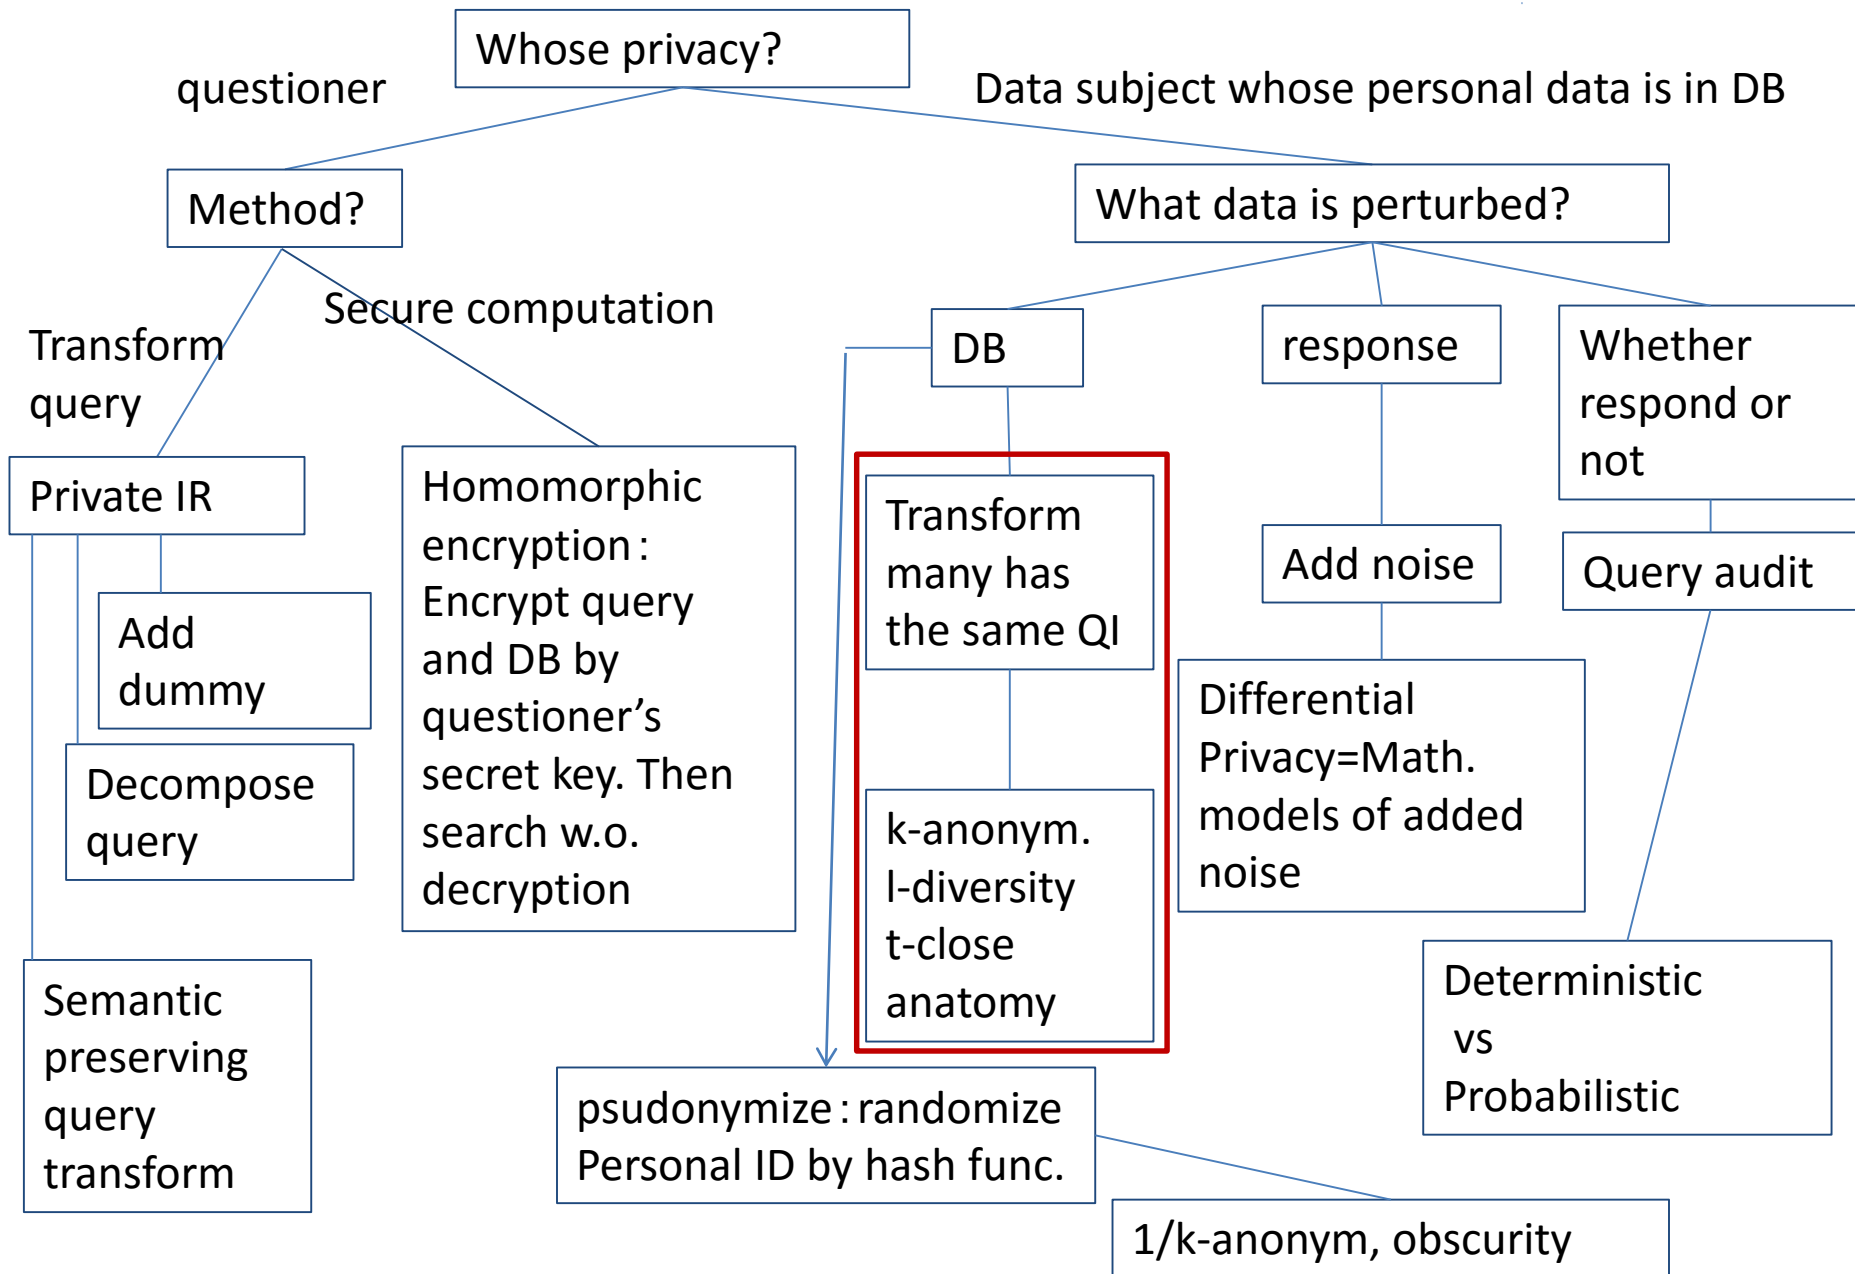 Whose privacy?
questioner
Data subject whose personal data is in DB
Method?
What data is perturbed?
Secure computation
Transform
query
DB
response
Whether
respond or
not
Private IR
Homomorphic
encryption：
Encrypt query
and DB by
questioner’s
secret key. Then
search w.o.
decryption
Transform
many has
the same QI
Add noise
Query audit
Add
dummy
Decompose
query
Differential
Privacy=Math.
models of added
noise
k-anonym.
l-diversity
t-close
anatomy
Semantic
preserving
query
transform
Deterministic
vs
Probabilistic
psudonymize：randomize
Personal ID by hash func.
1/k-anonym, obscurity